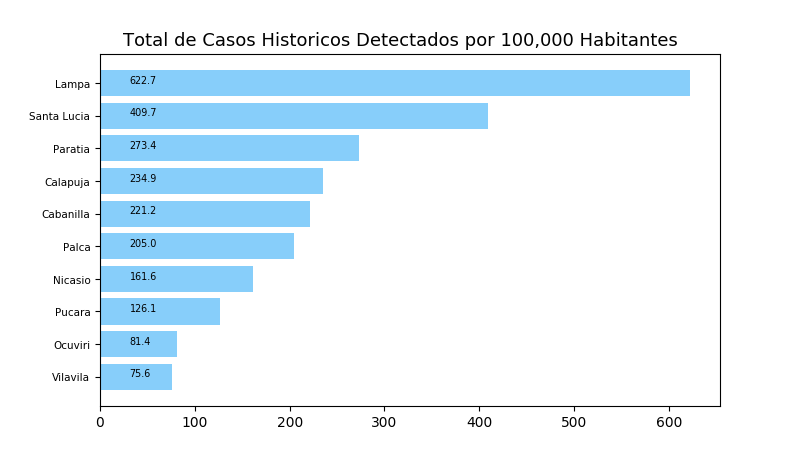 Total de Casos Historicos Detectados por 100,000 Habitantes
Lampa 622.7
Santa Lucia 409.7
Paratia 273.4
Calapuja 234.9
Cabanilla 221.2
Palca 205.0
Nicasio 161.6
Pucara 126.1
Ocuviri 81.4
Vilavila 75.6
0 100 200 300 400 500 600